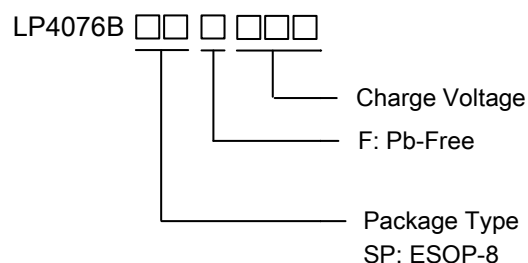 LP4076B □□ □ □□□
Charge Voltage
F: Pb-Free
Package Type
SP: ESOP-8